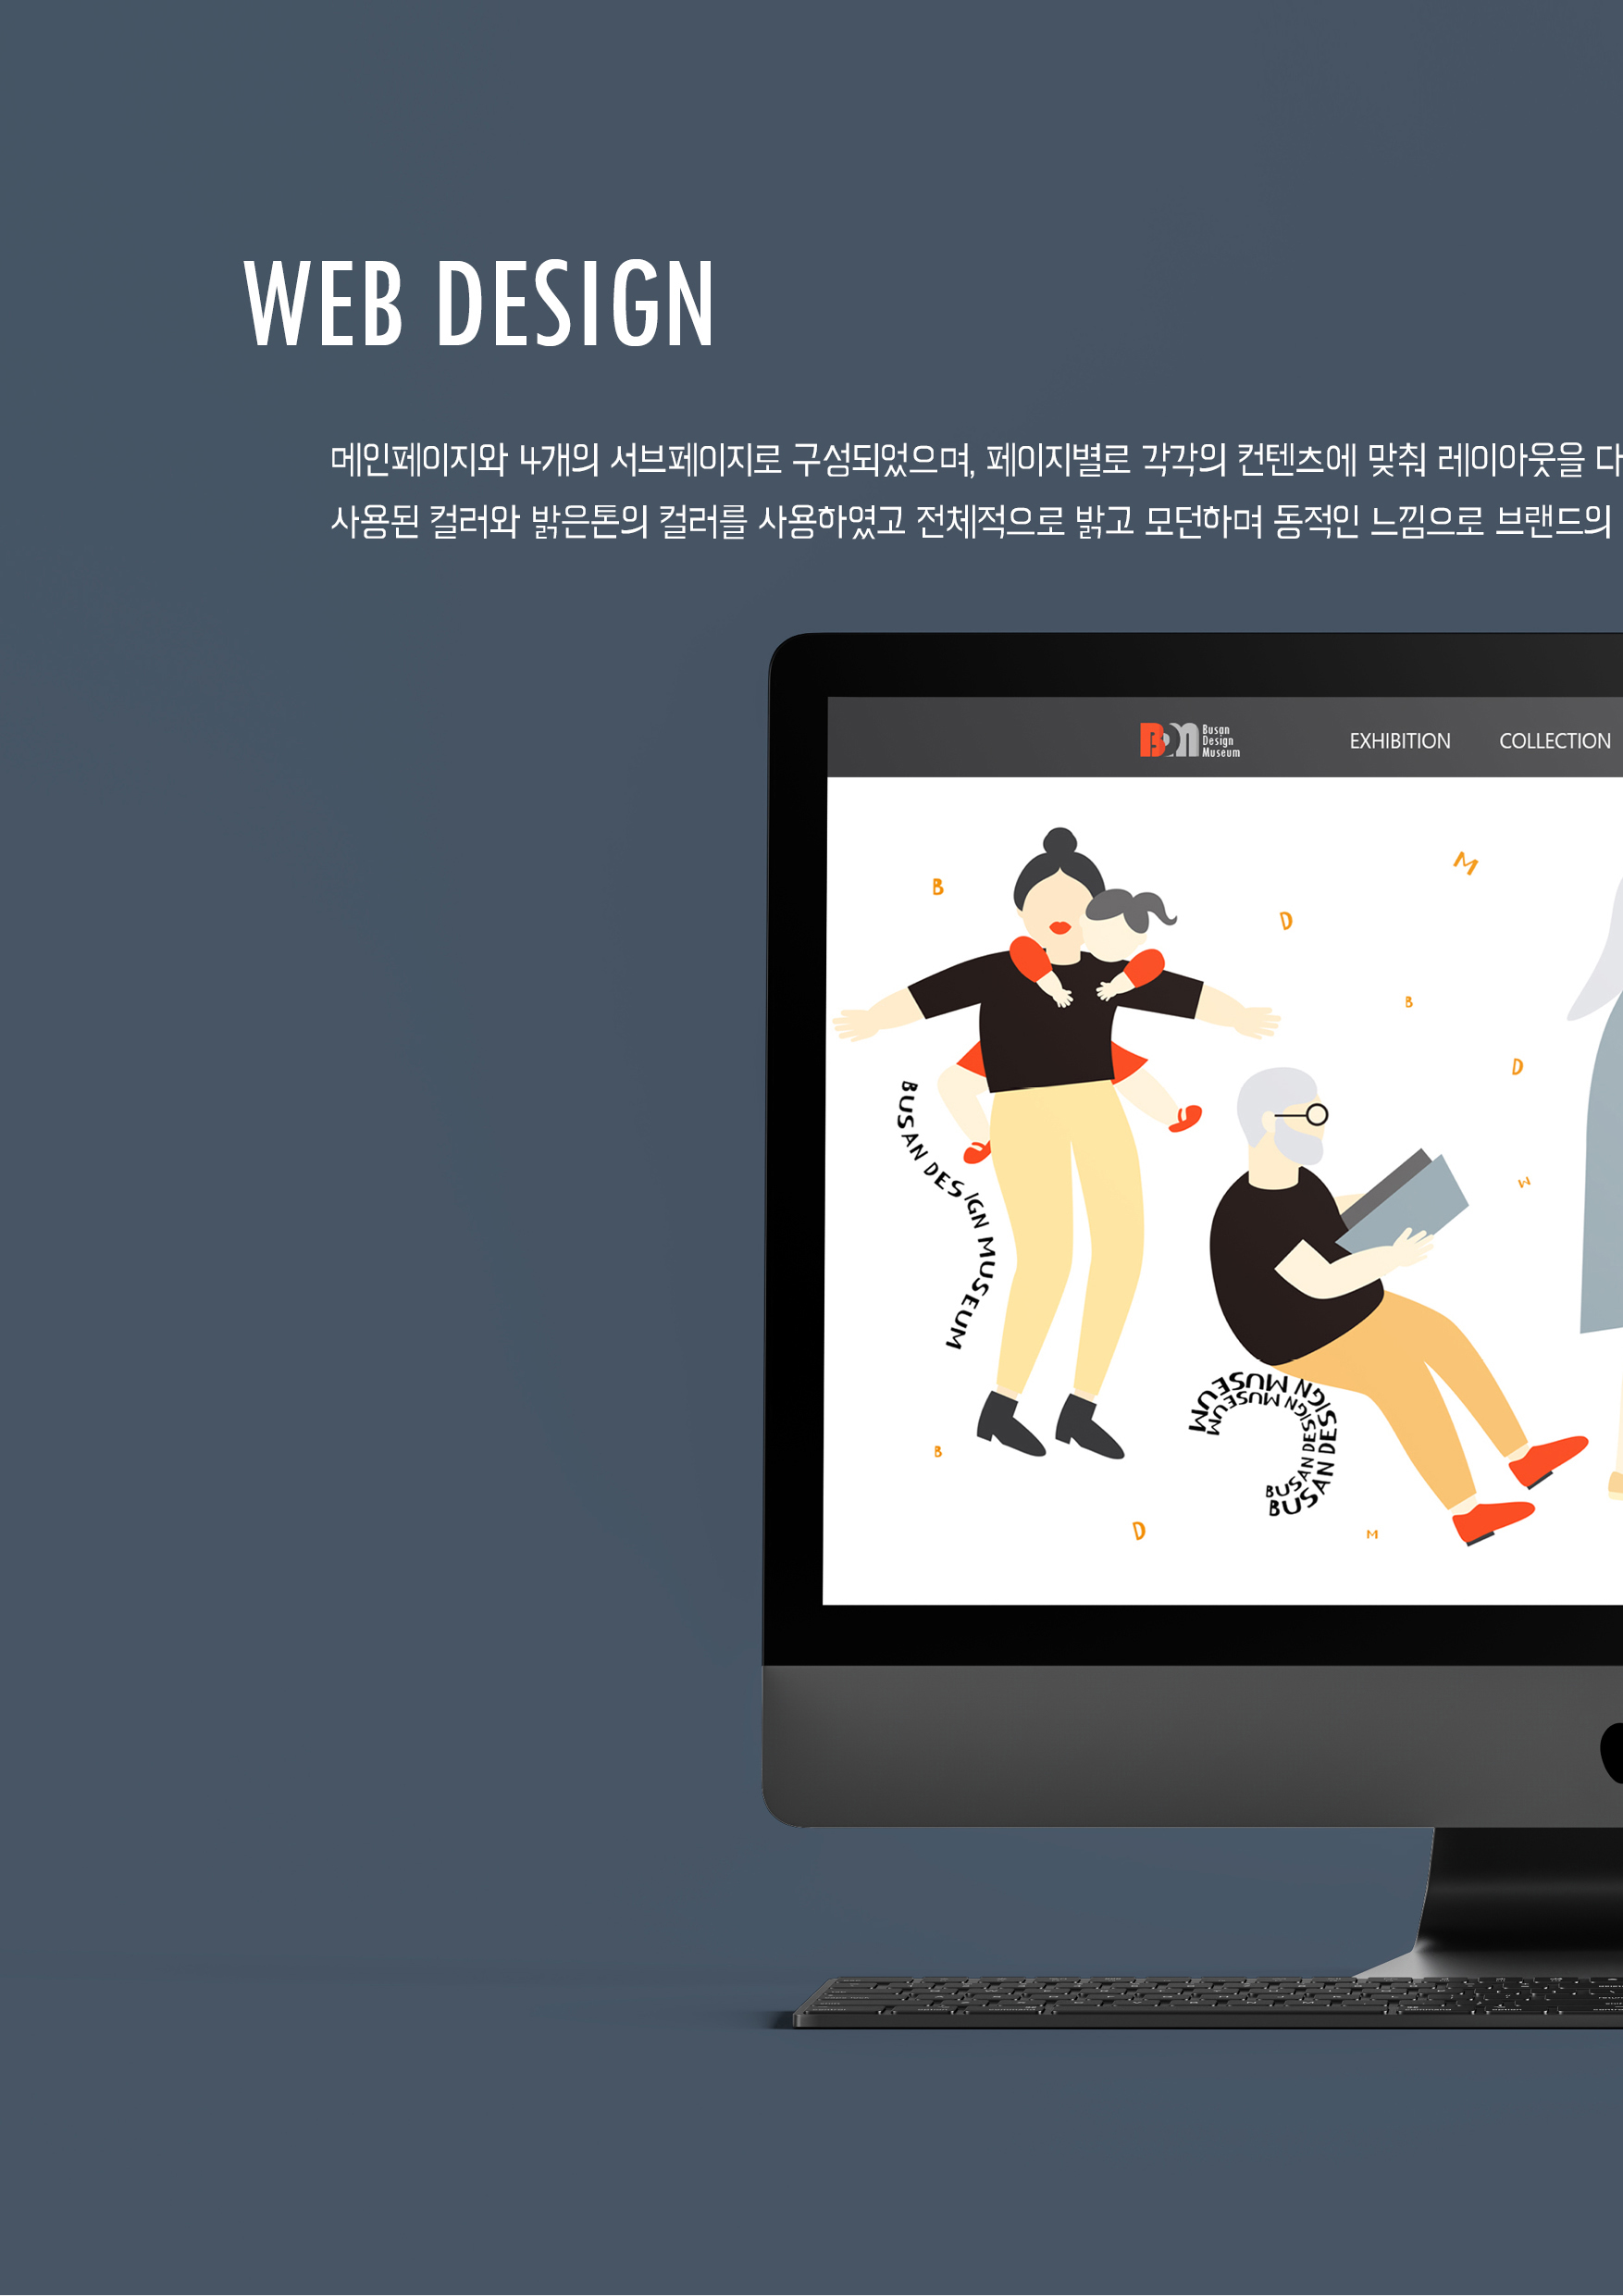 WEB DESIGN
메인페이지와 4개의 서브페이지로 구성되었으며, 페이지별로 각각의 컨텐츠에 맞춰 레이아웃을 다
사용된 컬러와 밝은톤의 컬러를 사용하였고 전체적으로 밝고 모던하며 동적인 느낌으로 브랜드의
BDM
Busan
Design
Museum
EXHIBITION COLLECTION
B
M
D
B
D
BUSAN DESIGN MUSEUM
M
BUSAN DESIGN MUSEUM
BUSAN DESIGN MUSEUM
B
D
M